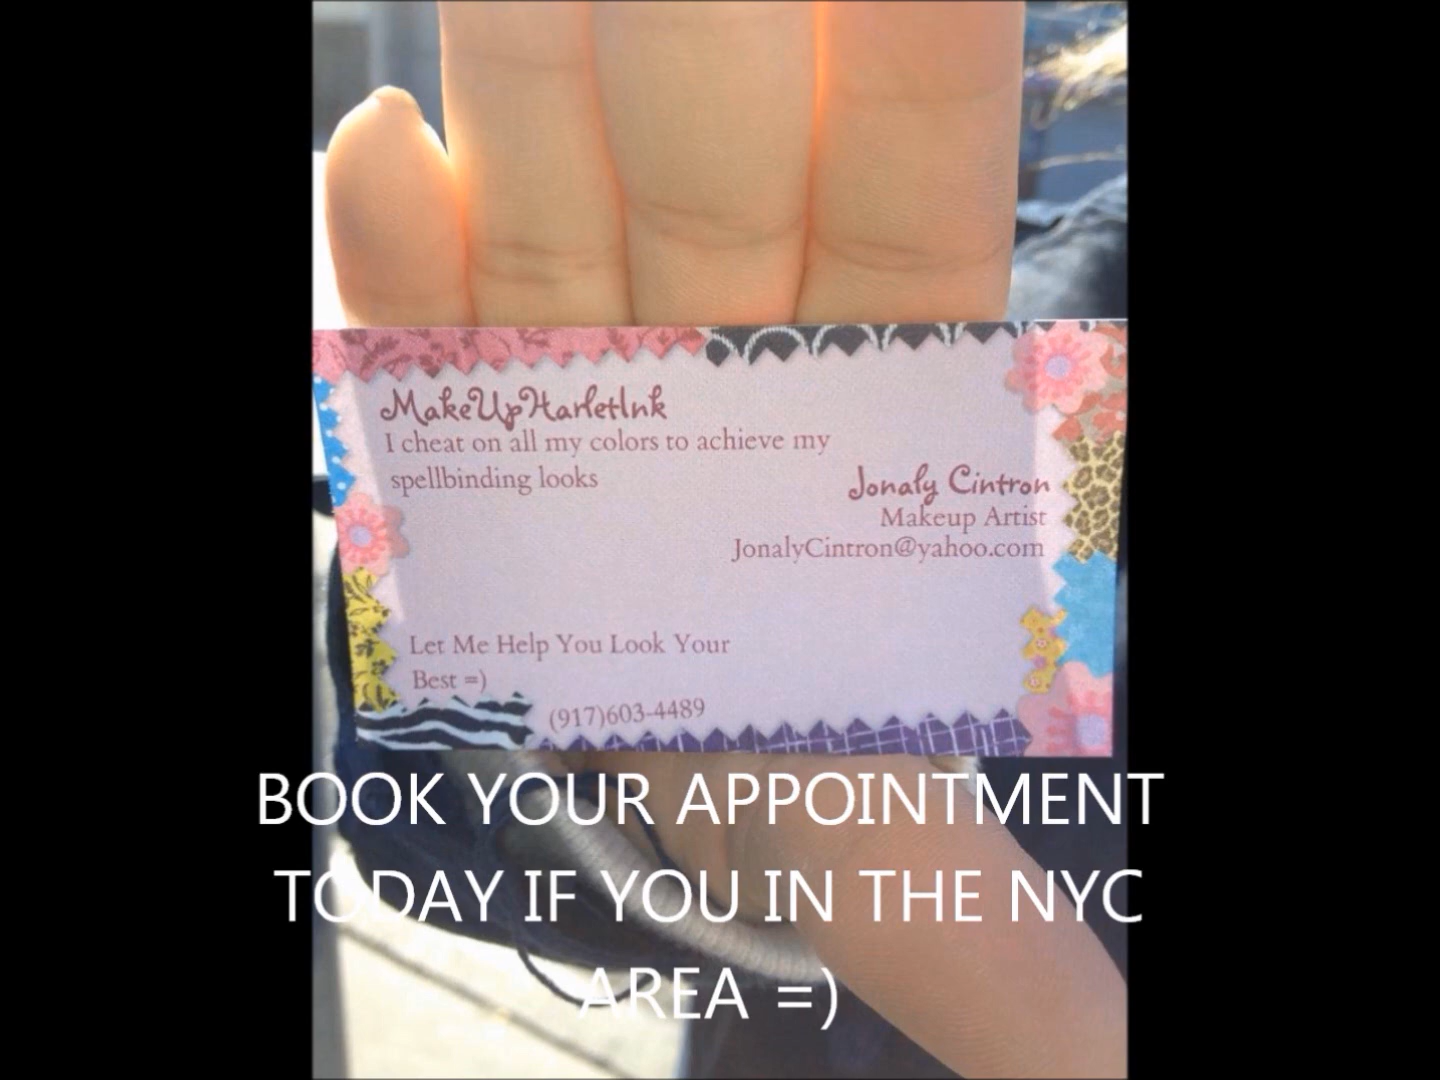 MakeUpHarletInk
I cheat on all my colors to achieve my
spellbinding looks
Jonaly Cintron
Makeup Artist
JonalyCintron@yahoo.com
Let Me Help You Look Your
Best =)
(917)603-4489
BOOK YOUR APPOINTMENT
TODAY IF YOU IN THE NYC
AREA =)